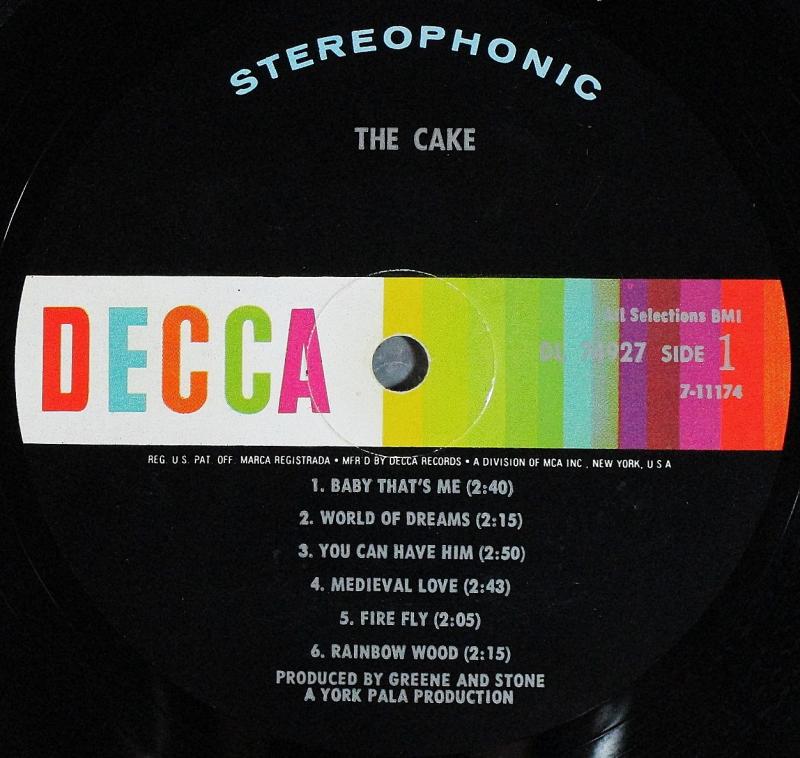 STEREOPHONIC
THE CAKE
DECCA
All Selections BMI
DL 74927 SIDE 1
7-11174
REG. U.S. PAT. OFF. MARCA REGISTRADA • MFR'D BY DECCA RECORDS • A DIVISION OF MCA INC., NEW YORK, U S A
1. BABY THAT'S ME (2:40)
2. WORLD OF DREAMS (2:15)
3. YOU CAN HAVE HIM (2:50)
4. MEDIEVAL LOVE (2:43)
5. FIRE FLY (2:05)
6. RAINBOW WOOD (2:15)
PRODUCED BY GREENE AND STONE
A YORK PALA PRODUCTION